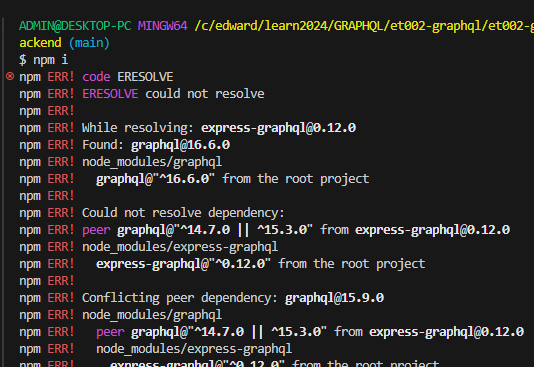 ADMIN@DESKTOP-PC MINGW64 /c/edward/learn2024/GRAPHQL/et002-graphql/et002-g
ackend (main)
$ npm i
npm ERR! code ERESOLVE
npm ERR! ERESOLVE could not resolve
npm ERR!
npm ERR! While resolving: express-graphql@0.12.0
npm ERR! Found: graphql@16.6.0
npm ERR! node_modules/graphql
npm ERR!   graphql@"^16.6.0" from the root project
npm ERR!
npm ERR! Could not resolve dependency:
npm ERR! peer graphql@"^14.7.0 || ^15.3.0" from express-graphql@0.12.0
npm ERR! node_modules/express-graphql
npm ERR!   express-graphql@"^0.12.0" from the root project
npm ERR!
npm ERR! Conflicting peer dependency: graphql@15.9.0
npm ERR! node_modules/graphql
npm ERR!   peer graphql@"^14.7.0 || ^15.3.0" from express-graphql@0.12.0
npm ERR!   node_modules/express-graphql
npm ERR!     express-graphql@"^0.12.0" from the root project